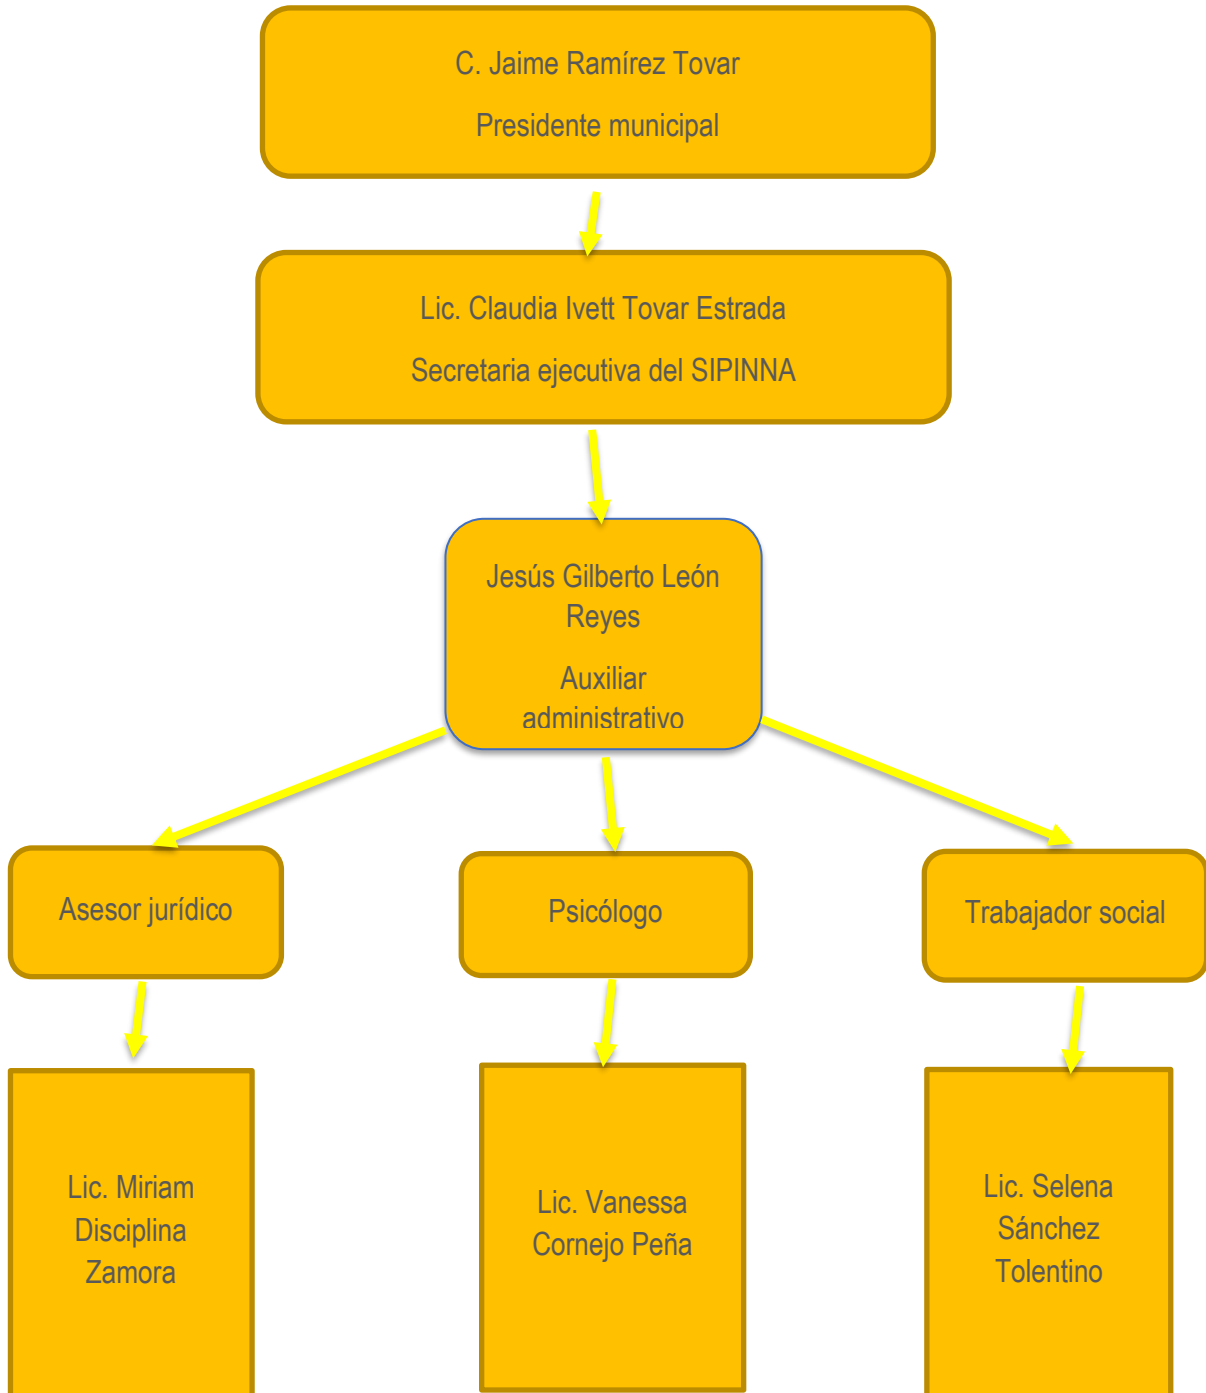 C. Jaime Ramírez Tovar
Presidente municipal
Lic. Claudia Ivett Tovar Estrada
Secretaria ejecutiva del SIPINNA
Jesús Gilberto León
Reyes
Auxiliar
administrativo
Asesor jurídico
Psicólogo
Trabajador social
Lic. Miriam
Disciplina
Zamora
Lic. Vanessa
Cornejo Peña
Lic. Selena
Sánchez
Tolentino